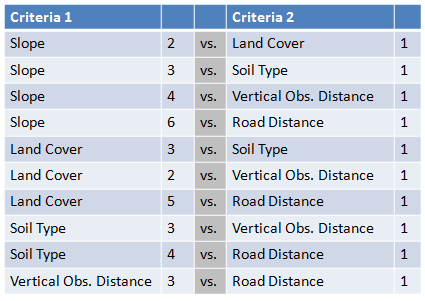 Criteria 1 Criteria 2
Slope 2 vs. Land Cover 1
Slope 3 vs. Soil Type 1
Slope 4 vs. Vertical Obs. Distance 1
Slope 6 vs. Road Distance 1
Land Cover 3 vs. Soil Type 1
Land Cover 2 vs. Vertical Obs. Distance 1
Land Cover 5 vs. Road Distance 1
Soil Type 3 vs. Vertical Obs. Distance 1
Soil Type 4 vs. Road Distance 1
Vertical Obs. Distance 3 vs. Road Distance 1